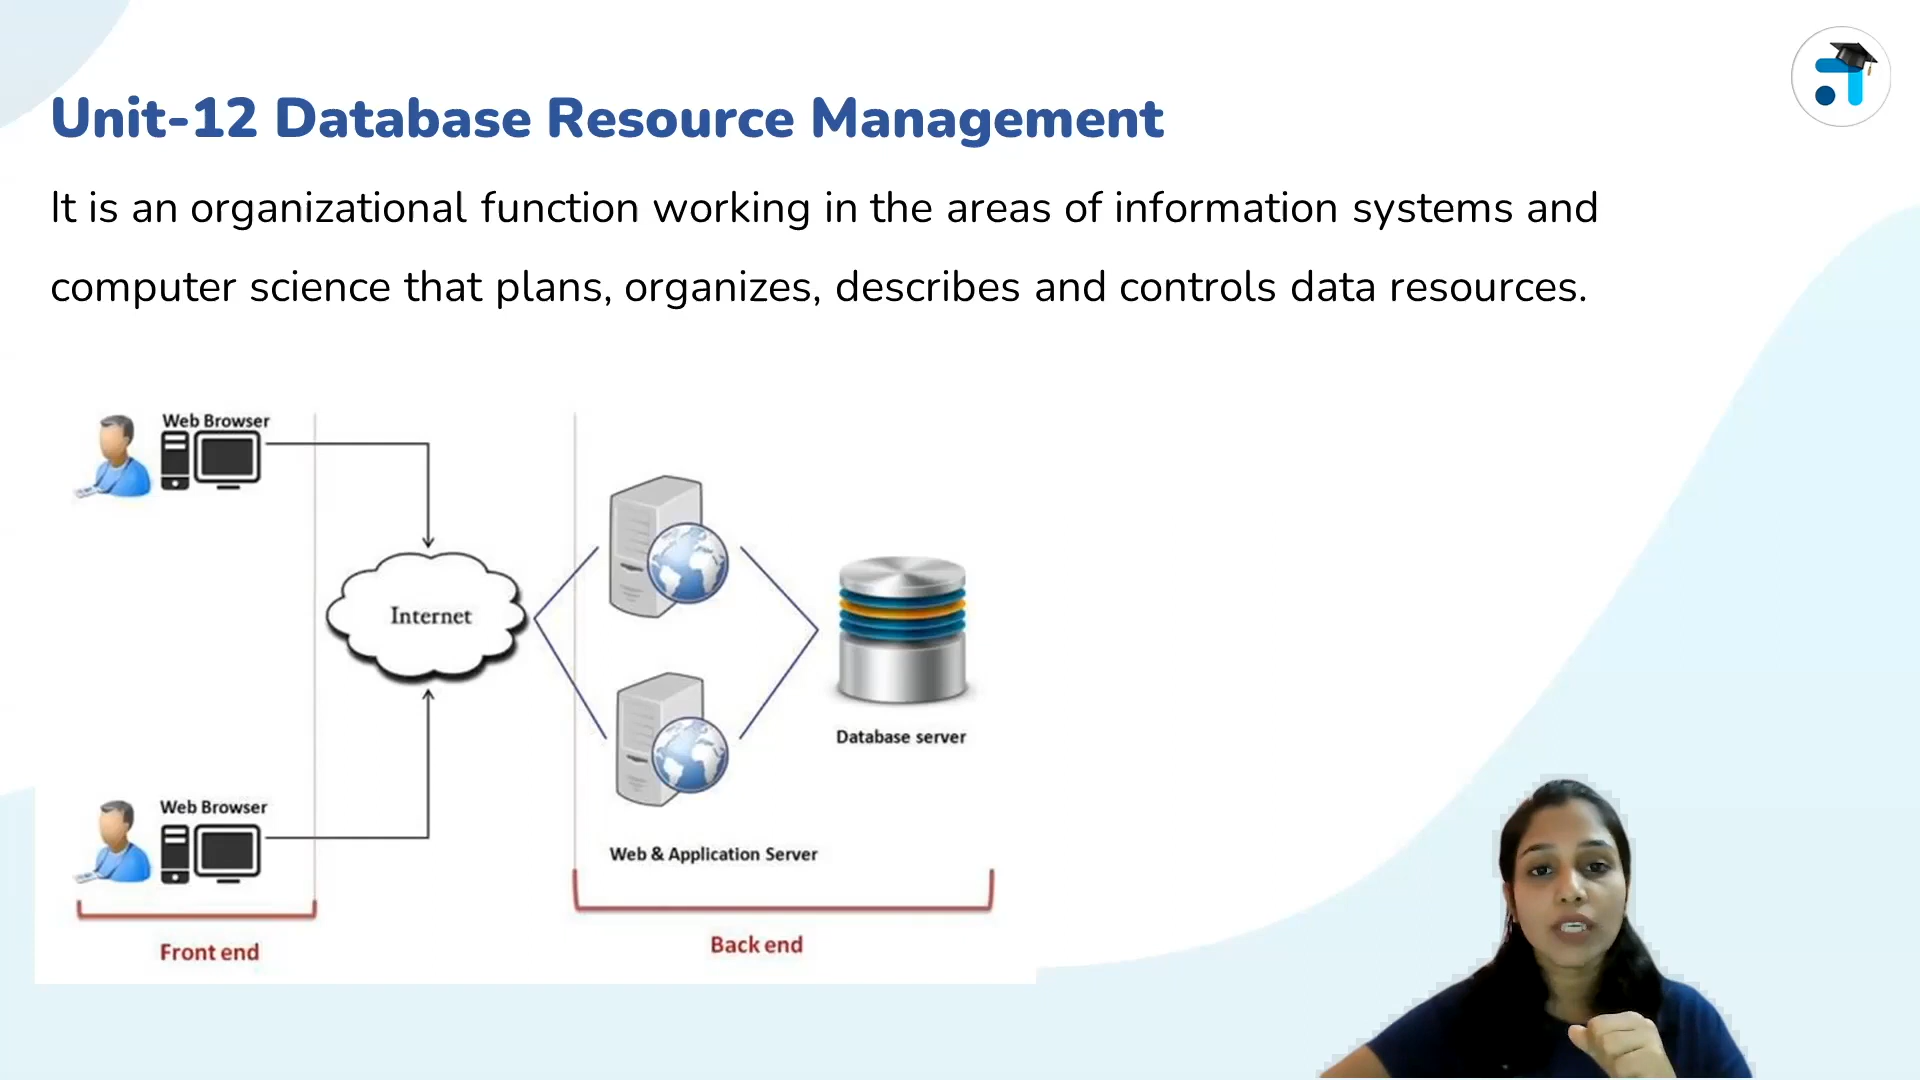 Unit-12 Database Resource Management
It is an organizational function working in the areas of information systems and
computer science that plans, organizes, describes and controls data resources.
Web Browser
Internet
Database server
Web Browser
Web & Application Server
Front end
Back end